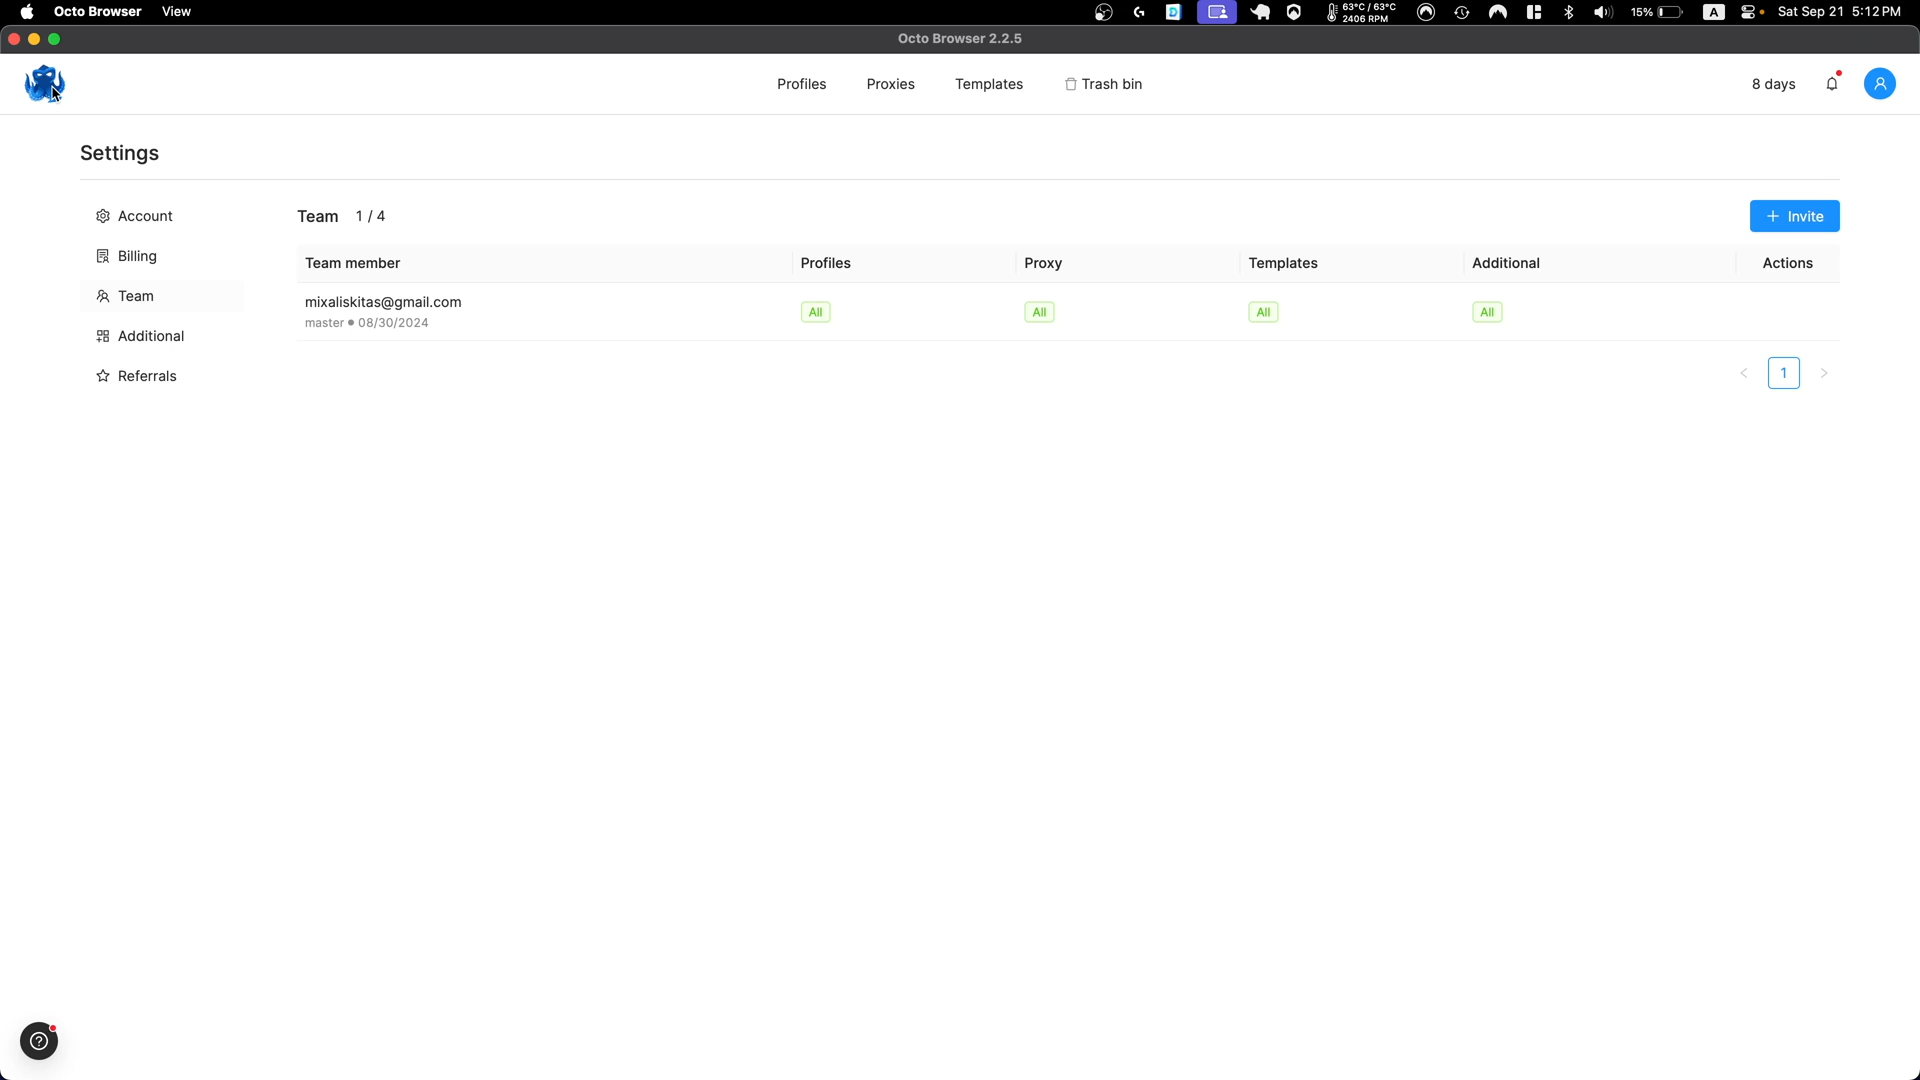 Octo Browser View 63°C / 63°C 2406 RPM 15% A Sat Sep 21 5:12 PM
Octo Browser 2.2.5
Profiles Proxies Templates Trash bin 8 days
Settings
Account
Billing
Team
Additional
Referrals
Team 1 / 4
+ Invite
Team member Profiles Proxy Templates Additional Actions
mixaliskitas@gmail.com All All All All
master • 08/30/2024
< 1 >